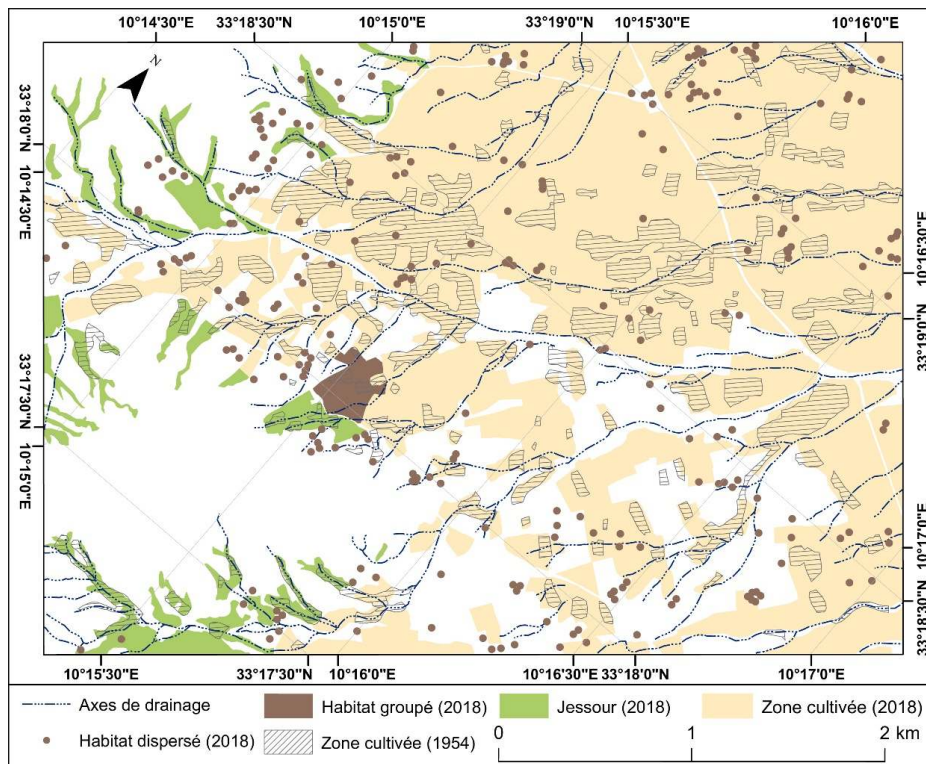 10°14'30"E 33°18'30"N 10°15'0"E 33°19'0"N 10°15'30"E 10°16'0"E
N
33°18'0"N
10°14'30"E
33°17'30"N
10°15'0"E
10°16'30"E
33°19'0"N
10°17'0"E
33°18'30"N
10°15'30"E 33°17'30"N 10°16'0"E 10°16'30"E 33°18'0"N 10°17'0"E
Axes de drainage Habitat groupé (2018) Jessour (2018) Zone cultivée (2018)
Habitat dispersé (2018) Zone cultivée (1954) 0 1 2 km